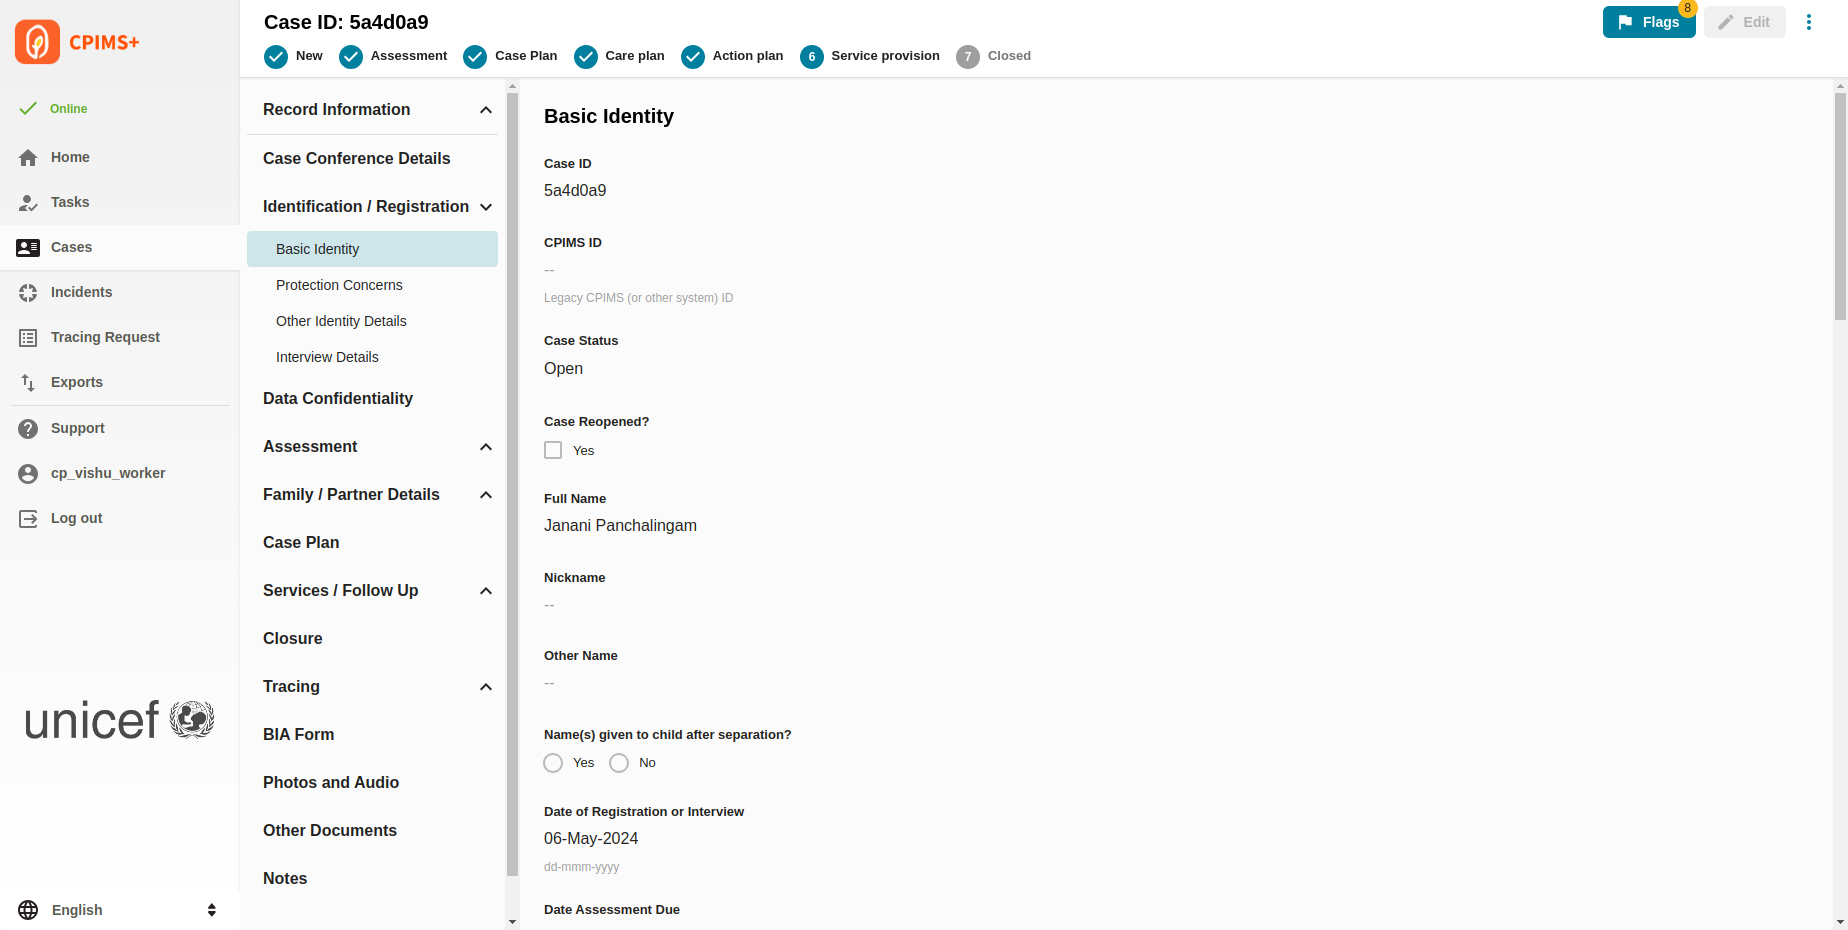 CPIMS+
Online
Home
Tasks
Cases
Incidents
Tracing Request
Exports
Support
cp_vishu_worker
Log out
unicef
English
Case ID: 5a4d0a9
Flags
8
Edit
New
Assessment
Case Plan
Care plan
Action plan
6 Service provision
7 Closed
Record Information
Case Conference Details
Identification / Registration
Basic Identity
Protection Concerns
Other Identity Details
Interview Details
Data Confidentiality
Assessment
Family / Partner Details
Case Plan
Services / Follow Up
Closure
Tracing
BIA Form
Photos and Audio
Other Documents
Notes
Basic Identity
Case ID
5a4d0a9
CPIMS ID
--
Legacy CPIMS (or other system) ID
Case Status
Open
Case Reopened?
Yes
Full Name
Janani Panchalingam
Nickname
--
Other Name
--
Name(s) given to child after separation?
Yes No
Date of Registration or Interview
06-May-2024
dd-mmm-yyyy
Date Assessment Due